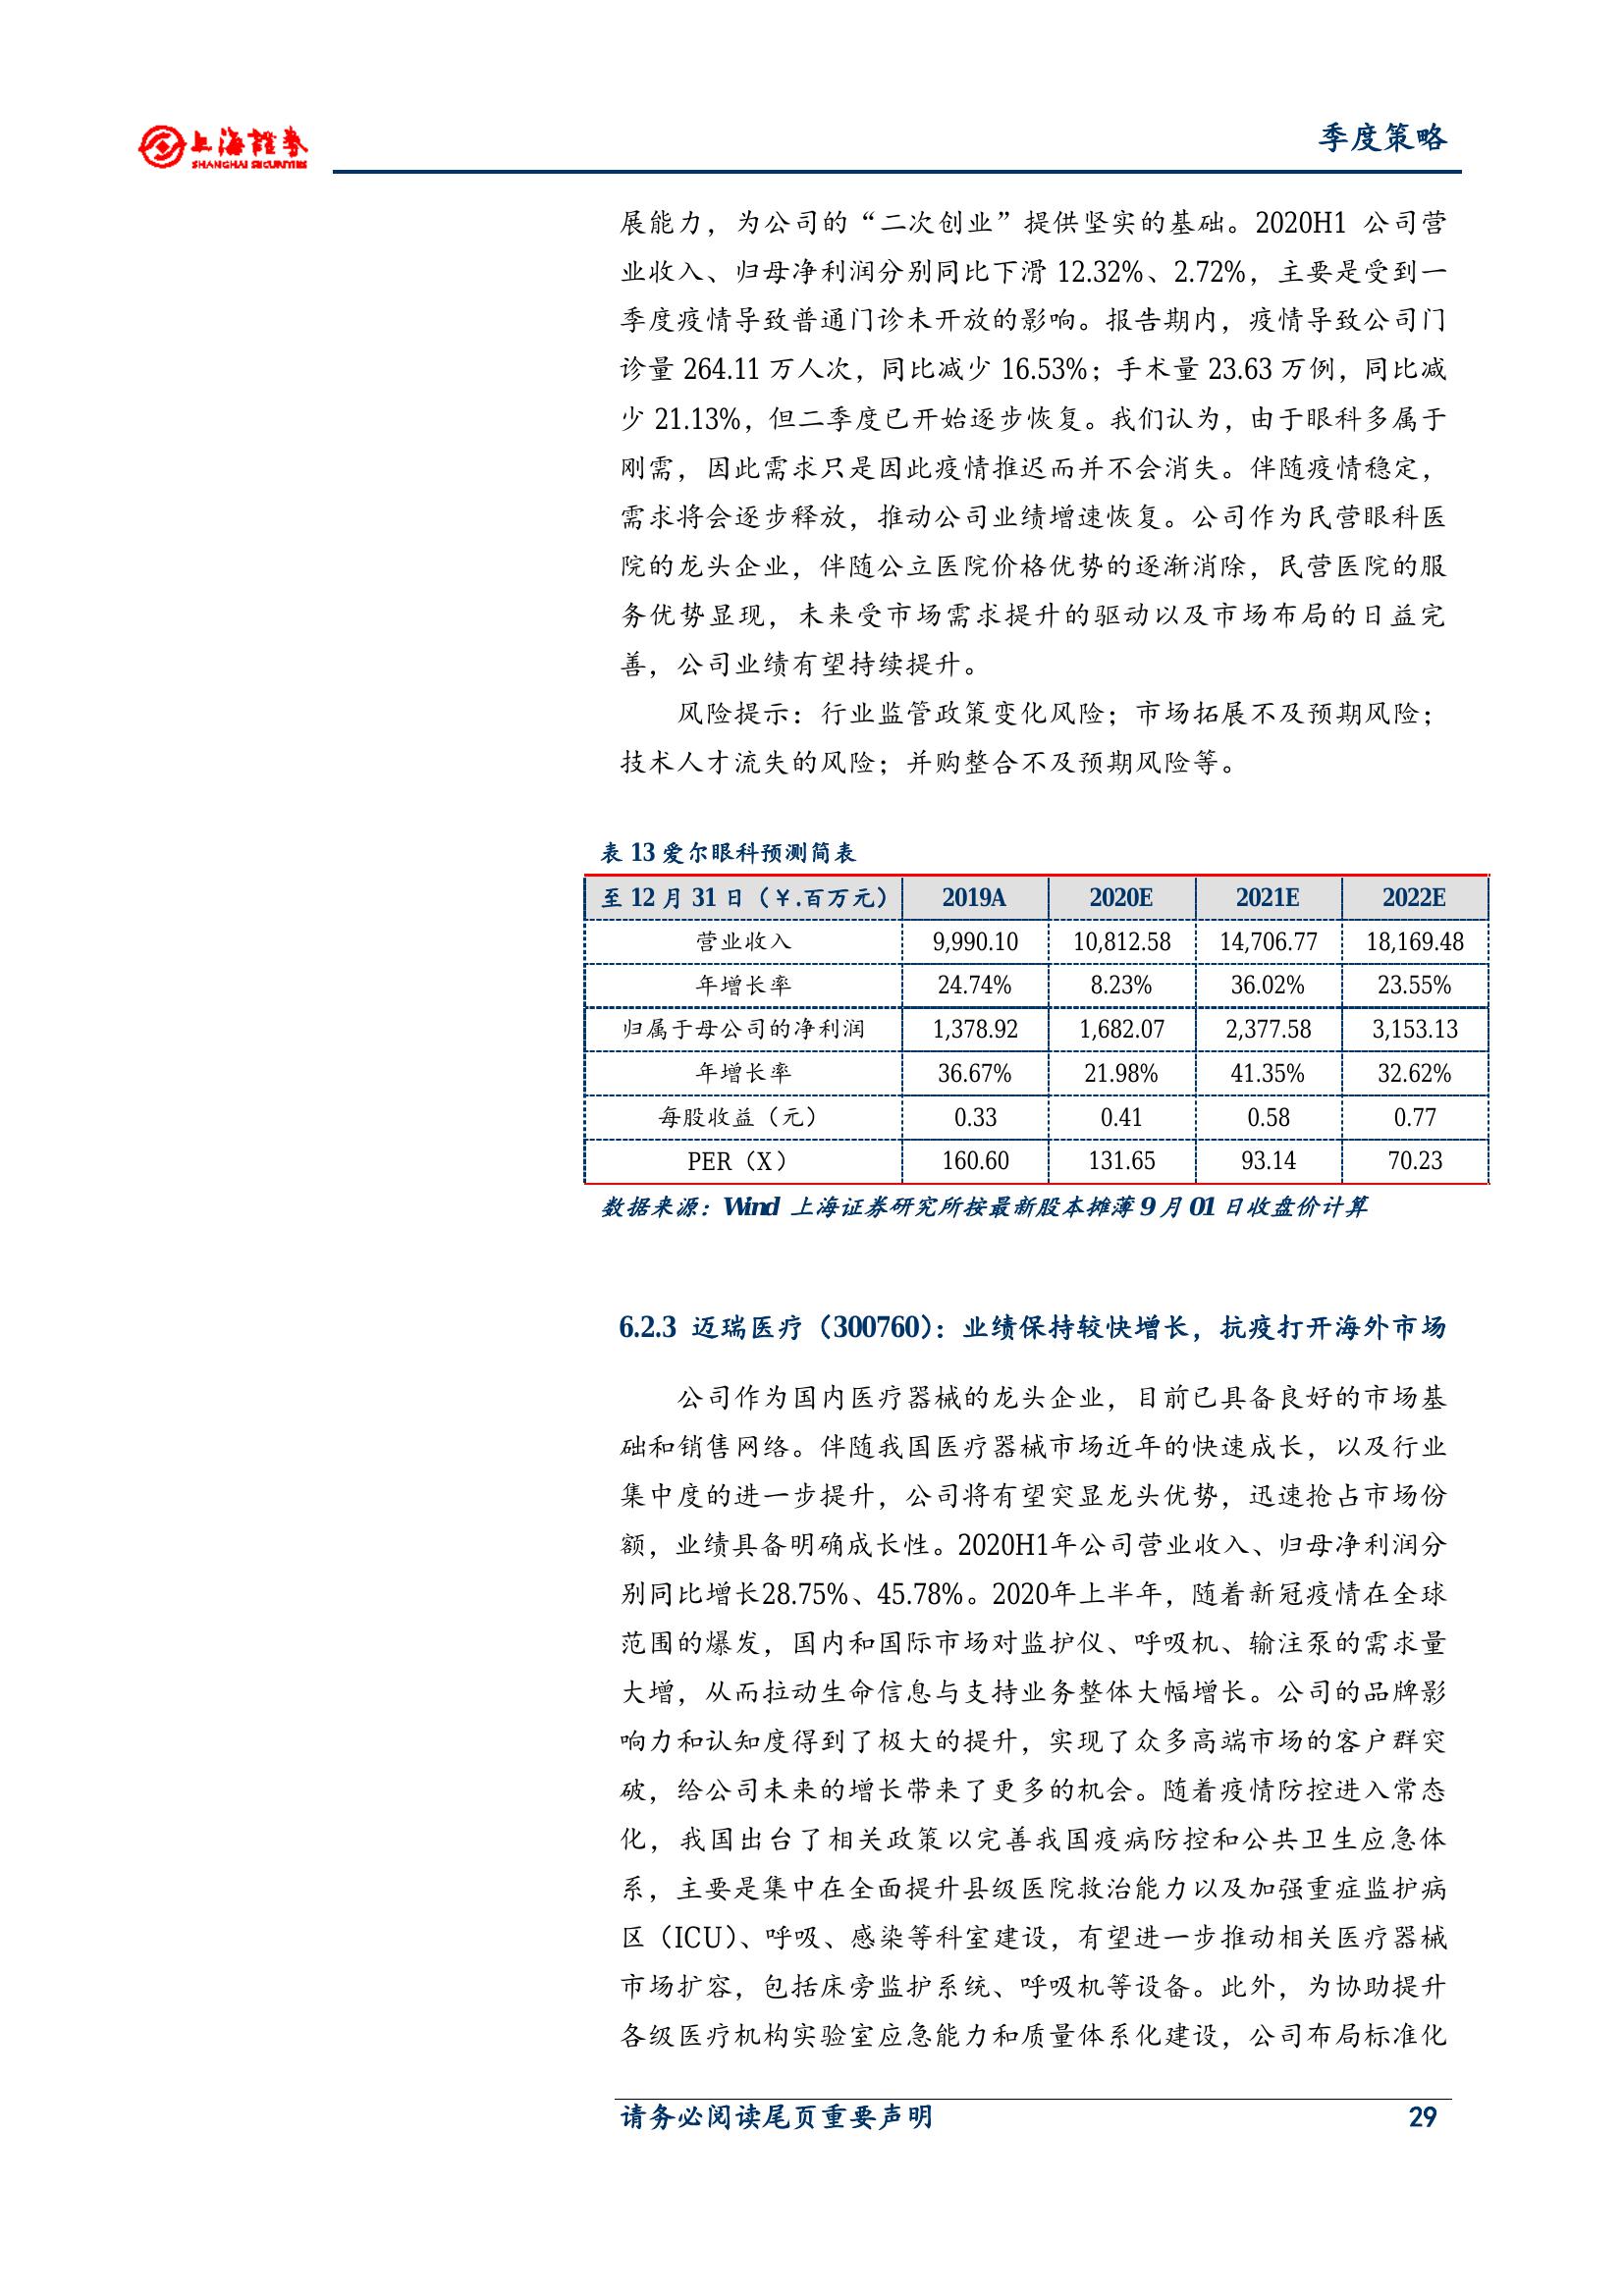 上海證券
SHANGHAI SECURITIES
季度策略
展能力，为公司的“二次创业”提供坚实的基础。2020H1 公司营
业收入、归母净利润分别同比下滑 12.32%、2.72%，主要是受到一
季度疫情导致普通门诊未开放的影响。报告期内，疫情导致公司门
诊量 264.11 万人次，同比减少 16.53%；手术量 23.63 万例，同比减
少 21.13%，但二季度已开始逐步恢复。我们认为，由于眼科多属于
刚需，因此需求只是因此疫情推迟而并不会消失。伴随疫情稳定，
需求将会逐步释放，推动公司业绩增速恢复。公司作为民营眼科医
院的龙头企业，伴随公立医院价格优势的逐渐消除，民营医院的服
务优势显现，未来受市场需求提升的驱动以及市场布局的日益完
善，公司业绩有望持续提升。
风险提示：行业监管政策变化风险；市场拓展不及预期风险；
技术人才流失的风险；并购整合不及预期风险等。
表 13 爱尔眼科预测简表
至 12 月 31 日（￥.百万元） 2019A 2020E 2021E 2022E
营业收入 9,990.10 10,812.58 14,706.77 18,169.48
年增长率 24.74% 8.23% 36.02% 23.55%
归属于母公司的净利润 1,378.92 1,682.07 2,377.58 3,153.13
年增长率 36.67% 21.98% 41.35% 32.62%
每股收益（元） 0.33 0.41 0.58 0.77
PER（X） 160.60 131.65 93.14 70.23
数据来源：Wind 上海证券研究所按最新股本摊薄 9 月 01 日收盘价计算
6.2.3 迈瑞医疗（300760）：业绩保持较快增长，抗疫打开海外市场
公司作为国内医疗器械的龙头企业，目前已具备良好的市场基
础和销售网络。伴随我国医疗器械市场近年的快速成长，以及行业
集中度的进一步提升，公司将有望突显龙头优势，迅速抢占市场份
额，业绩具备明确成长性。2020H1年公司营业收入、归母净利润分
别同比增长28.75%、45.78%。2020年上半年，随着新冠疫情在全球
范围的爆发，国内和国际市场对监护仪、呼吸机、输注泵的需求量
大增，从而拉动生命信息与支持业务整体大幅增长。公司的品牌影
响力和认知度得到了极大的提升，实现了众多高端市场的客户群突
破，给公司未来的增长带来了更多的机会。随着疫情防控进入常态
化，我国出台了相关政策以完善我国疫病防控和公共卫生应急体
系，主要是集中在全面提升县级医院救治能力以及加强重症监护病
区（ICU）、呼吸、感染等科室建设，有望进一步推动相关医疗器械
市场扩容，包括床旁监护系统、呼吸机等设备。此外，为协助提升
各级医疗机构实验室应急能力和质量体系化建设，公司布局标准化
请务必阅读尾页重要声明 29